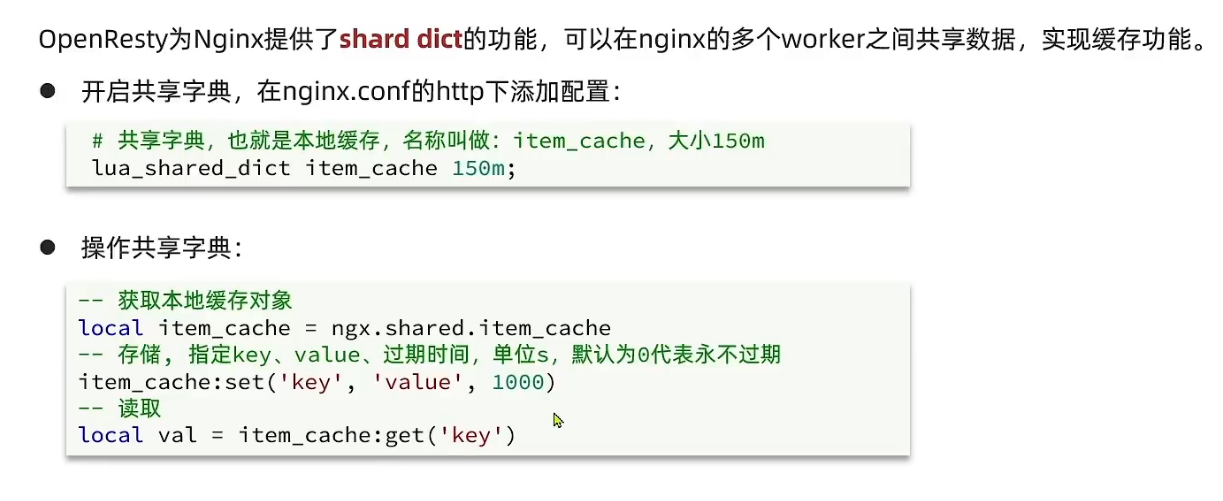 OpenResty为Nginx提供了shard dict的功能，可以在nginx的多个worker之间共享数据，实现缓存功能。
● 开启共享字典，在nginx.conf的http下添加配置：
# 共享字典，也就是本地缓存，名称叫做：item_cache，大小150m
lua_shared_dict item_cache 150m;
● 操作共享字典：
-- 获取本地缓存对象
local item_cache = ngx.shared.item_cache
-- 存储, 指定key、value、过期时间，单位s，默认为0代表永不过期
item_cache:set('key', 'value', 1000)
-- 读取
local val = item_cache:get('key')